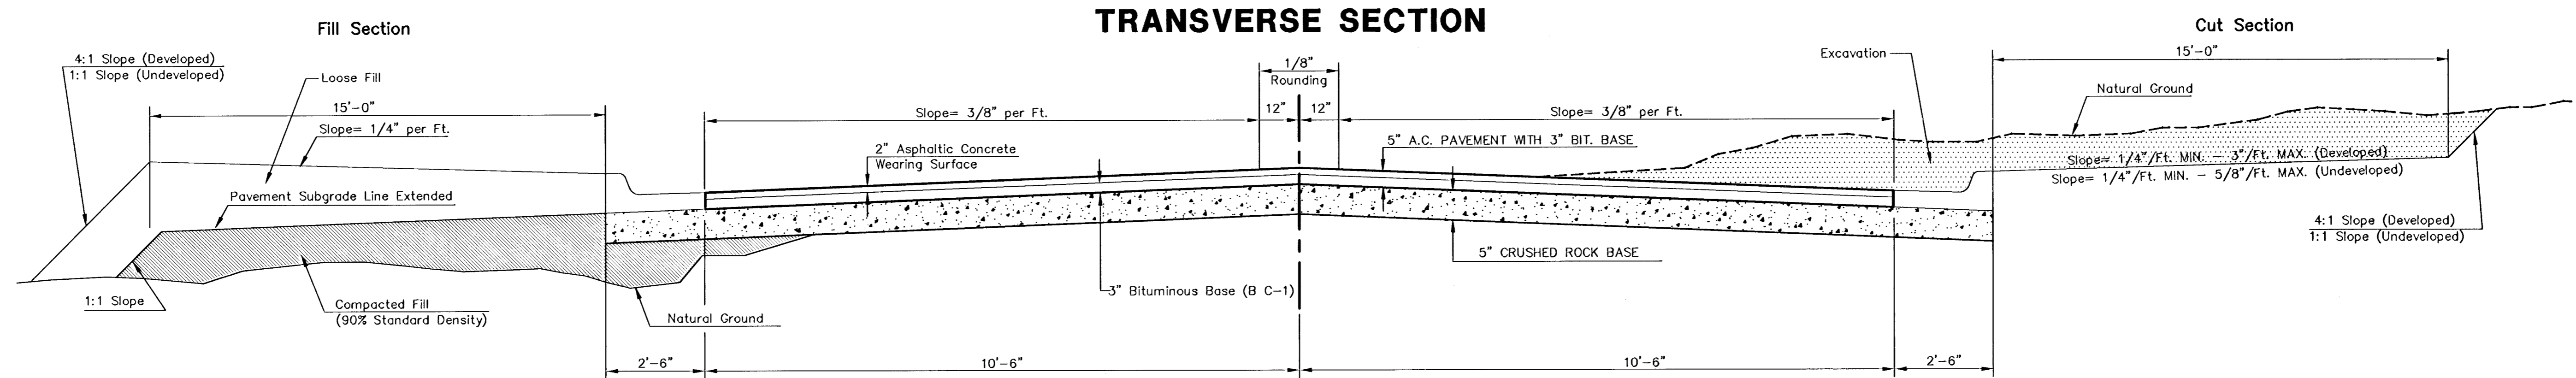 TRANSVERSE SECTION
Fill Section
Cut Section
4:1 Slope (Developed)
1:1 Slope (Undeveloped)
Loose Fill
15'-0"
Slope= 1/4" per Ft.
Pavement Subgrade Line Extended
1:1 Slope
Compacted Fill
(90% Standard Density)
Natural Ground
Slope= 3/8" per Ft.
2" Asphaltic Concrete
Wearing Surface
1/8"
Rounding
12"
12"
Slope= 3/8" per Ft.
5" A.C. PAVEMENT WITH 3" BIT. BASE
3" Bituminous Base (B C-1)
5" CRUSHED ROCK BASE
Excavation
15'-0"
Natural Ground
Slope= 1/4"/Ft. MIN. - 3"/Ft. MAX. (Developed)
Slope= 1/4"/Ft. MIN. - 5/8"/Ft. MAX. (Undeveloped)
4:1 Slope (Developed)
1:1 Slope (Undeveloped)
2'-6"
10'-6"
10'-6"
2'-6"